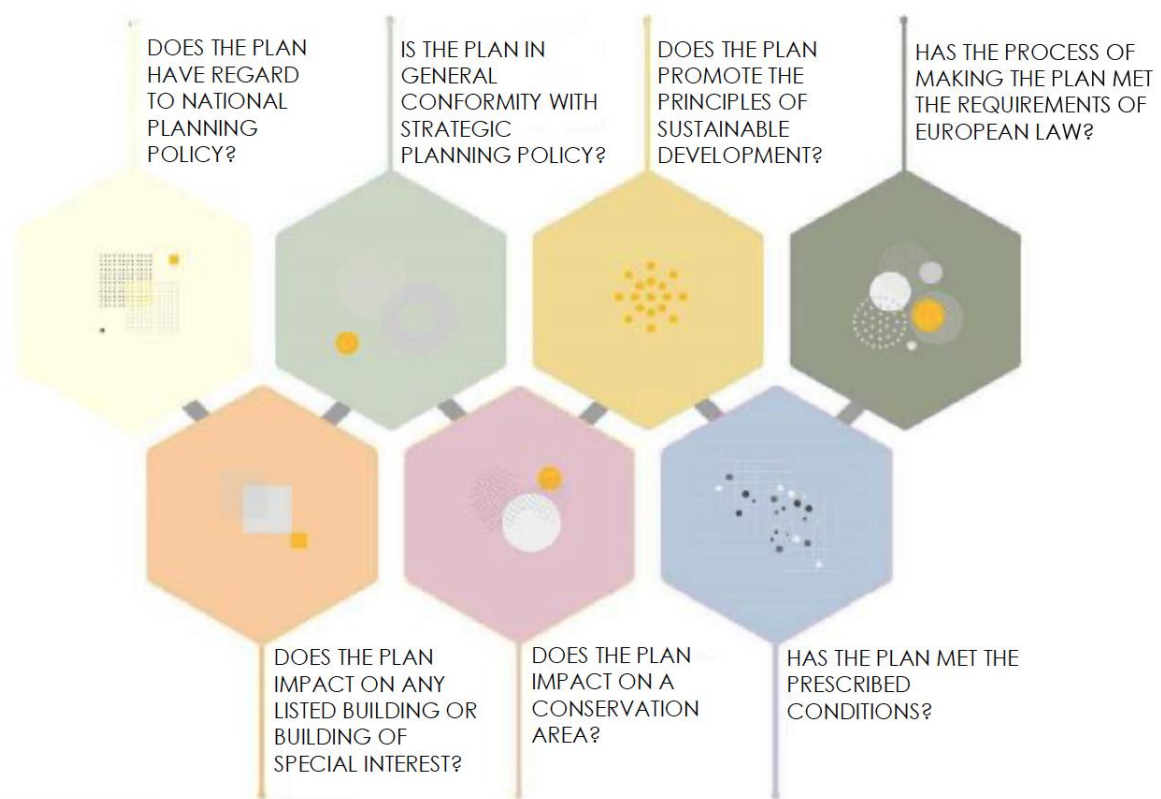 DOES THE PLAN
HAVE REGARD
TO NATIONAL
PLANNING
POLICY?
IS THE PLAN IN
GENERAL
CONFORMITY WITH
STRATEGIC
PLANNING POLICY?
DOES THE PLAN
PROMOTE THE
PRINCIPLES OF
SUSTAINABLE
DEVELOPMENT?
HAS THE PROCESS OF
MAKING THE PLAN MET
THE REQUIREMENTS OF
EUROPEAN LAW?
DOES THE PLAN
IMPACT ON ANY
LISTED BUILDING OR
BUILDING OF
SPECIAL INTEREST?
DOES THE PLAN
IMPACT ON A
CONSERVATION
AREA?
HAS THE PLAN MET THE
PRESCRIBED
CONDITIONS?